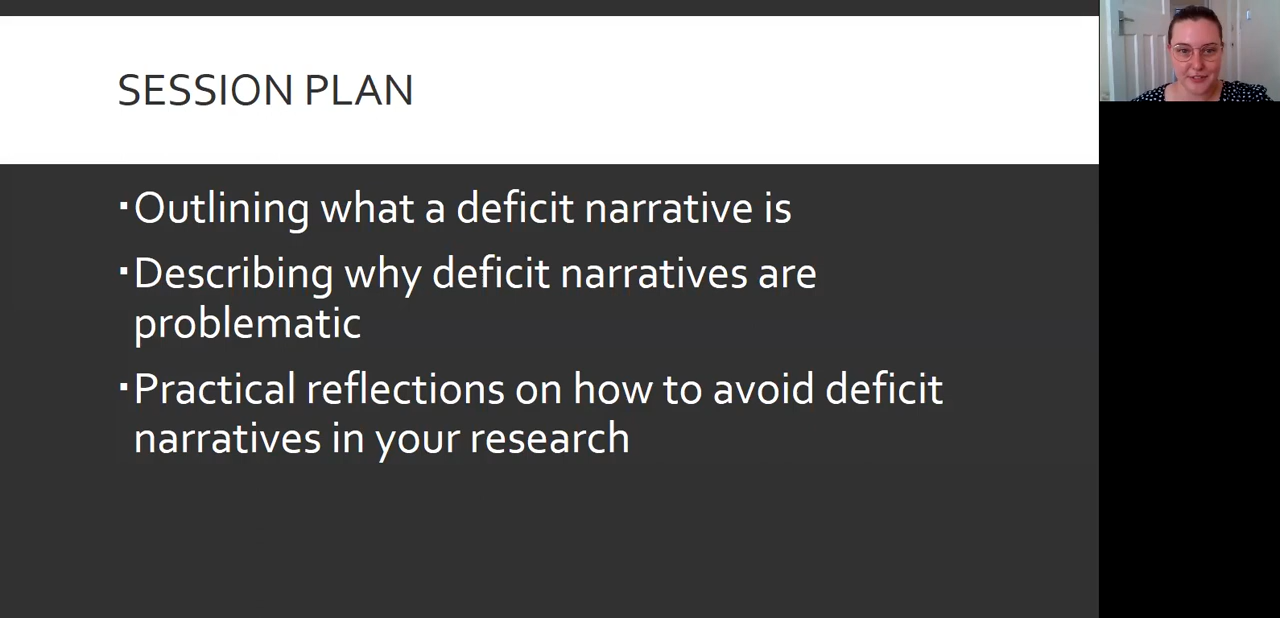 SESSION PLAN
▪Outlining what a deficit narrative is
▪Describing why deficit narratives are
problematic
▪Practical reflections on how to avoid deficit
narratives in your research